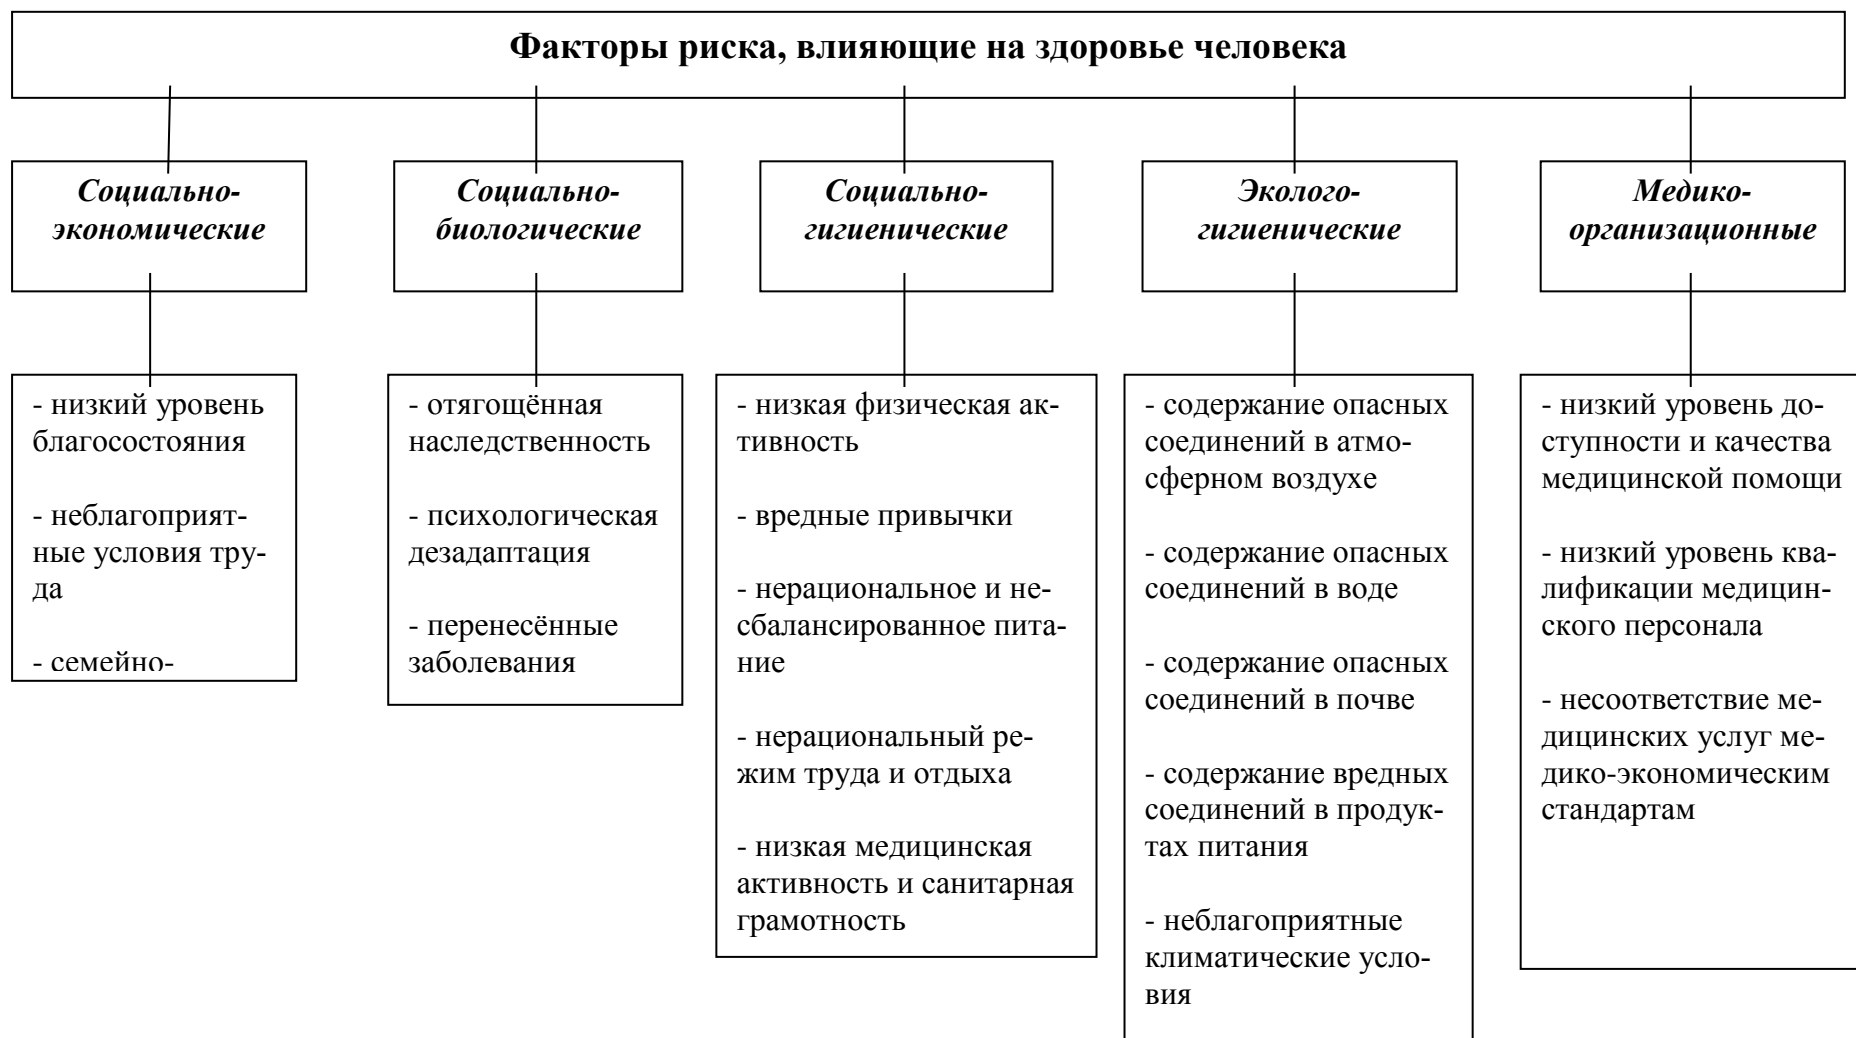 Факторы риска, влияющие на здоровье человека
Социально-
экономические
Социально-
биологические
Социально-
гигиенические
Эколого-
гигиенические
Медико-
организационные
- низкий уровень
благосостояния
- неблагоприят-
ные условия тру-
да
- семейно-
- отягощённая
наследственность
- психологическая
дезадаптация
- перенесённые
заболевания
- низкая физическая ак-
тивность
- вредные привычки
- нерациональное и не-
сбалансированное пита-
ние
- нерациональный ре-
жим труда и отдыха
- низкая медицинская
активность и санитарная
грамотность
- содержание опасных
соединений в атмо-
сферном воздухе
- содержание опасных
соединений в воде
- содержание опасных
соединений в почве
- содержание вредных
соединений в продук-
тах питания
- неблагоприятные
климатические усло-
вия
- низкий уровень до-
ступности и качества
медицинской помощи
- низкий уровень ква-
лификации медицин-
ского персонала
- несоответствие ме-
дицинских услуг ме-
дико-экономическим
стандартам